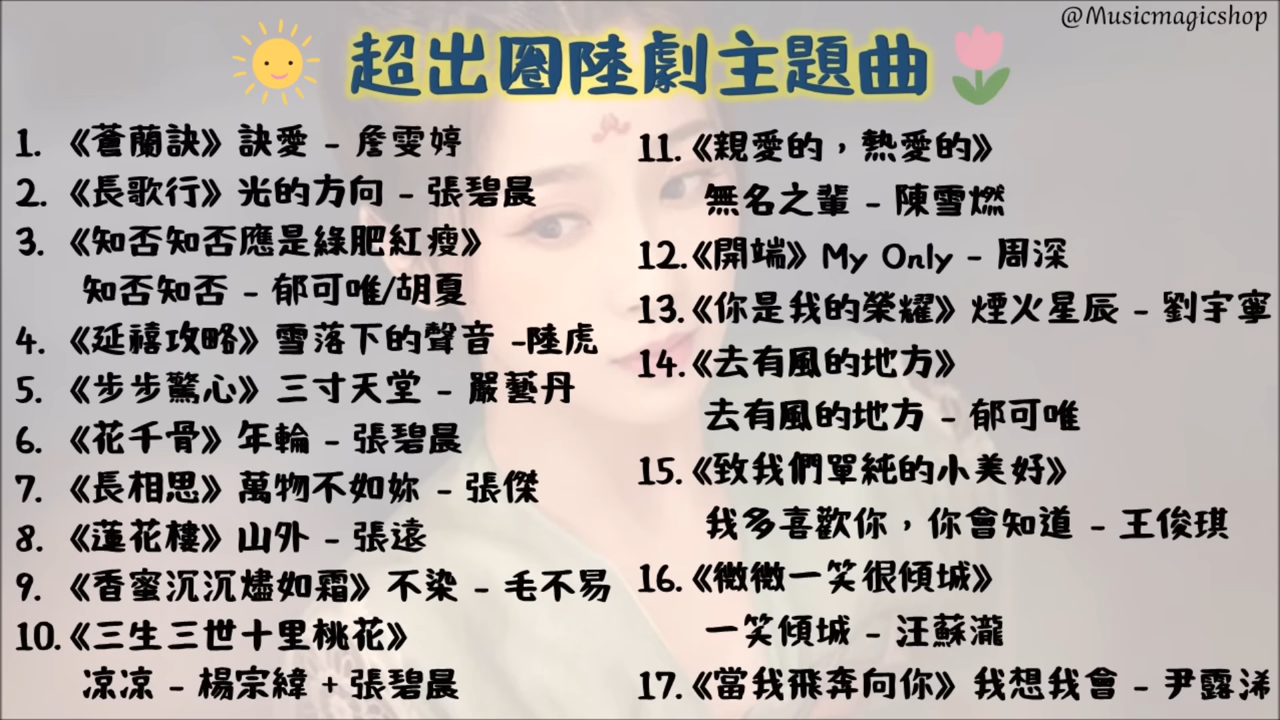 @Musicmagicshop
超出圈陸劇主題曲
1. 《蒼蘭訣》訣愛 - 詹雯婷
2. 《長歌行》光的方向 - 張碧晨
3. 《知否知否應是綠肥紅瘦》
知否知否 - 郁可唯/胡夏
4. 《延禧攻略》雪落下的聲音 -陸虎
5. 《步步驚心》三寸天堂 - 嚴藝丹
6. 《花千骨》年輪 - 張碧晨
7. 《長相思》萬物不如妳 - 張傑
8. 《蓮花樓》山外 - 張遠
9. 《香蜜沉沉燼如霜》不染 - 毛不易
10.《三生三世十里桃花》
凉凉 - 楊宗緯 + 張碧晨
11.《親愛的，熱愛的》
無名之輩 - 陳雪燃
12.《開端》My Only - 周深
13.《你是我的榮耀》煙火星辰 - 劉宇寧
14.《去有風的地方》
去有風的地方 - 郁可唯
15.《致我們單純的小美好》
我多喜歡你，你會知道 - 王俊琪
16.《微微一笑很傾城》
一笑傾城 - 汪蘇瀧
17.《當我飛奔向你》我想我會 - 尹露浠